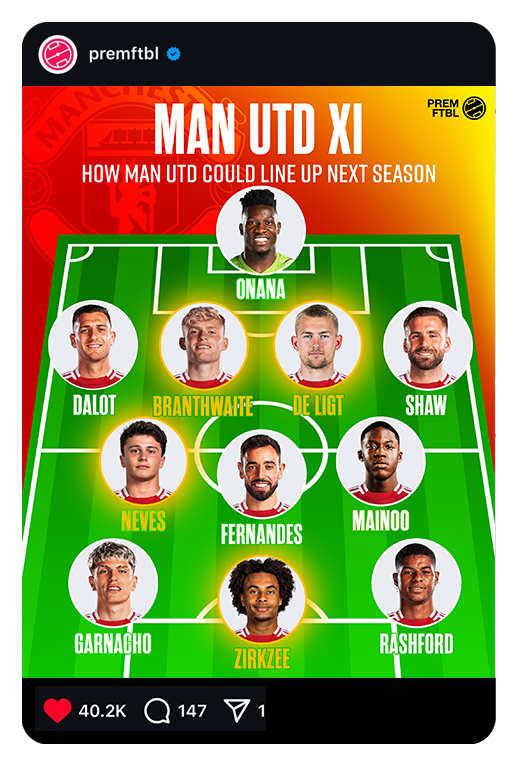 premftbl
PREM
FTBL
MAN UTD XI
HOW MAN UTD COULD LINE UP NEXT SEASON
ONANA
DALOT
BRANTHWAITE
DE LIGT
SHAW
NEVES
FERNANDES
MAINOO
GARNACHO
ZIRKZEE
RASHFORD
40.2K 147 1